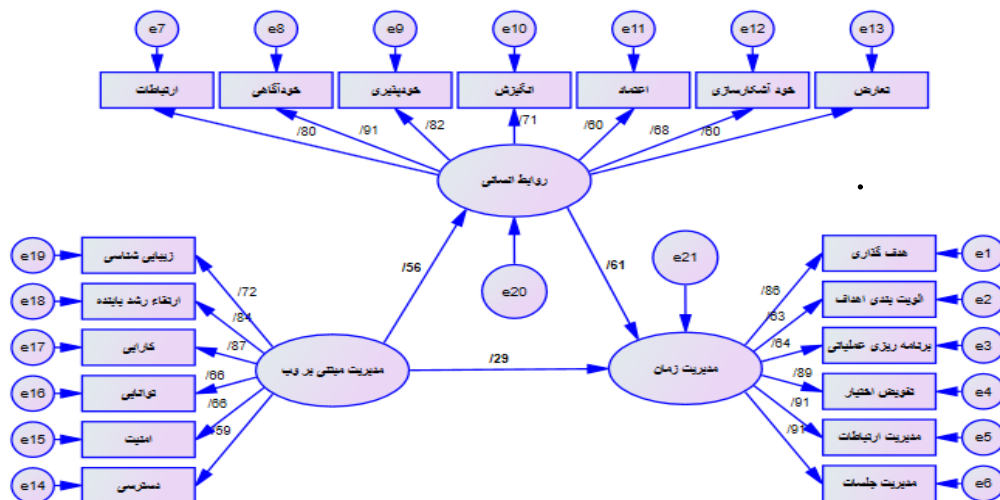 e7 e8 e9 e10 e11 e12 e13
ارتباطات خودآگاهی خودپذیری انگیزش اعتماد خود آشکارسازی تعارض
/80 /91 /82 /71 /60 /68 /60
روابط انسانی
e20
e21
/56
/61
/29
e19 زیبایی شناسی
e18 ارتقاء رشد یابنده
e17 کارایی
e16 توانایی
e15 امنیت
e14 دسترسی
/72
/84
/87
/66
/66
59
مدیریت مبتنی بر وب
مدیریت زمان
/86
/63
/64
/89
/91
/91
هدف گذاری e1
الویت بندی اهداف e2
برنامه ریزی عملیاتی e3
تفویض اختیار e4
مدیریت ارتباطات e5
مدیریت جلسات e6